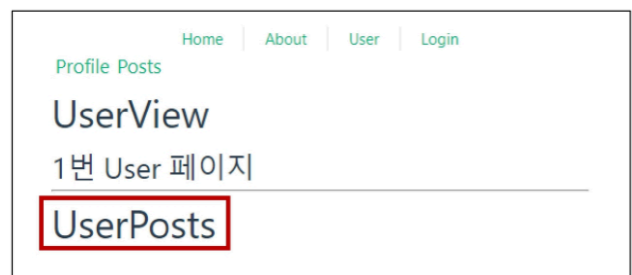 Home About User Login
Profile Posts
UserView
1번 User 페이지
UserPosts